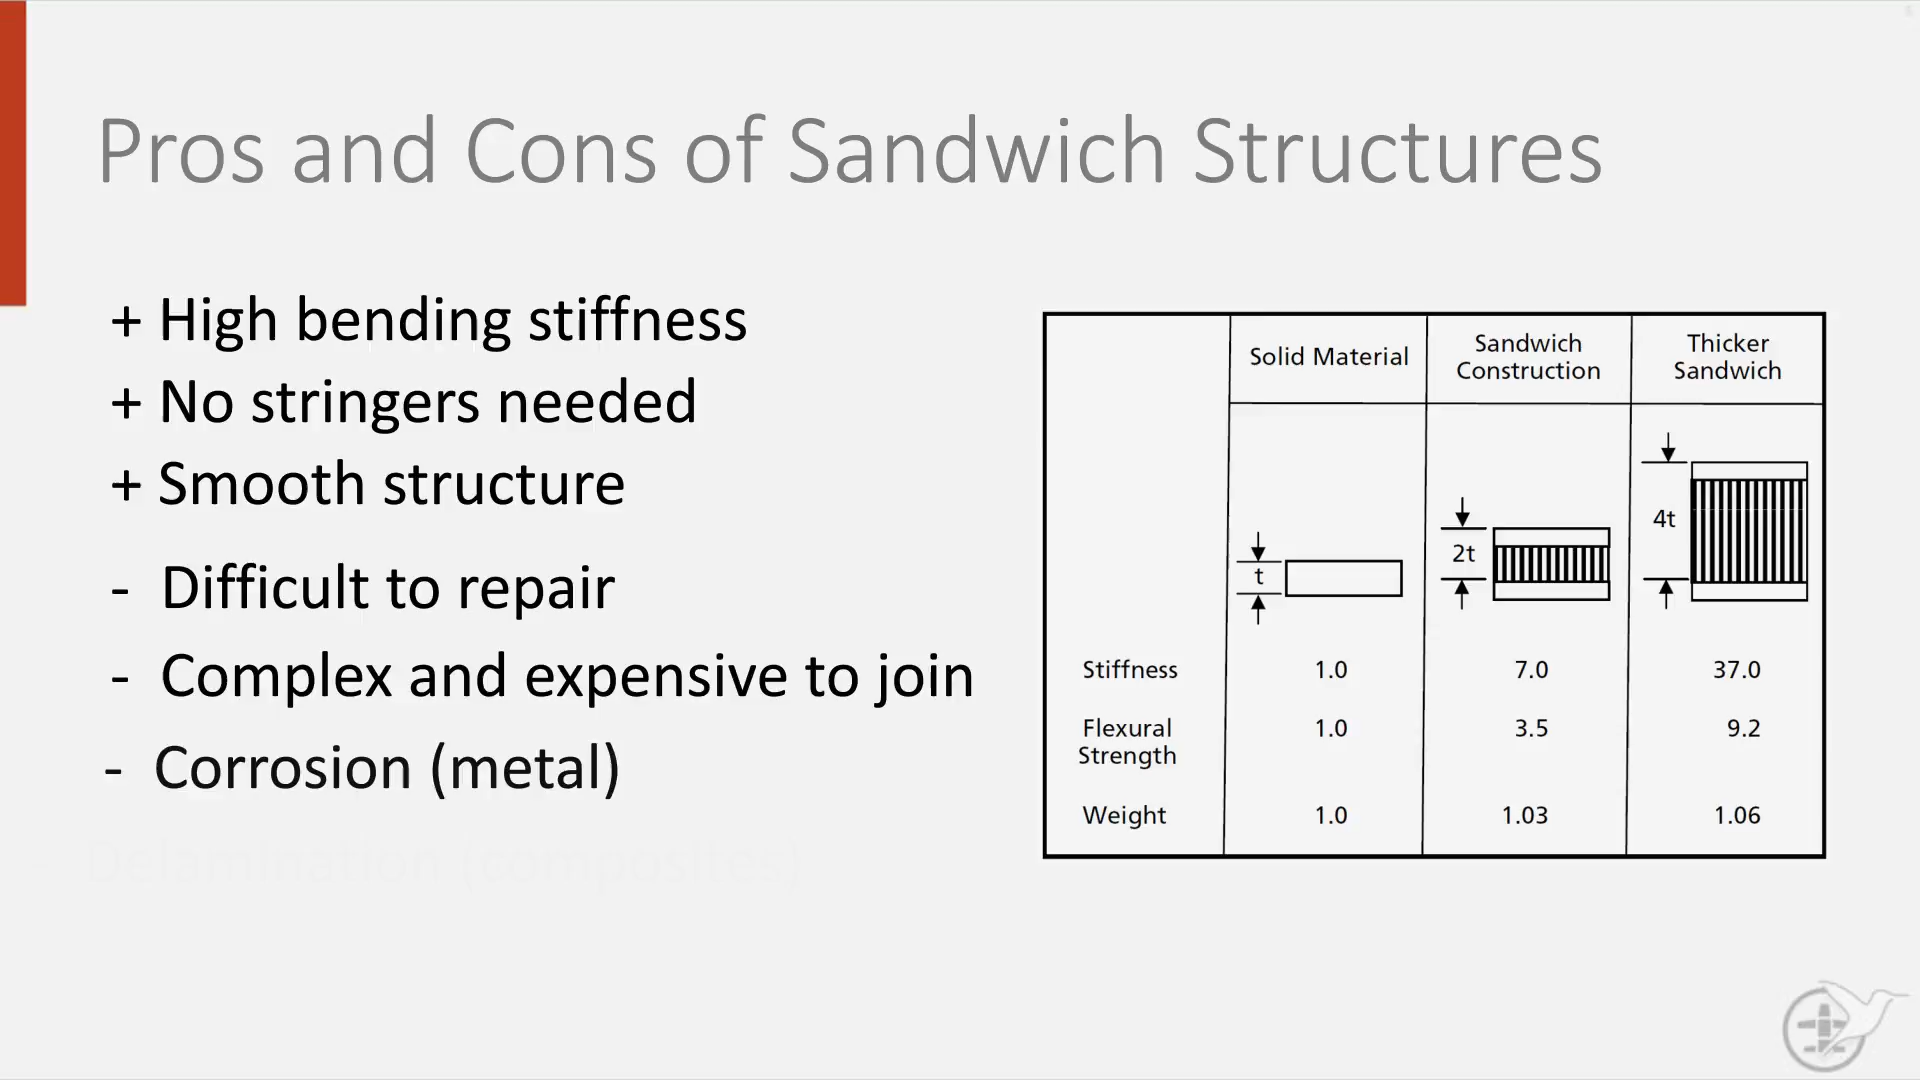 Pros and Cons of Sandwich Structures
+ High bending stiffness
+ No stringers needed
+ Smooth structure
- Difficult to repair
- Complex and expensive to join
- Corrosion (metal)
- Delamination (composites)
Solid Material
Sandwich
Construction
Thicker
Sandwich
t
2t
4t
Stiffness 1.0 7.0 37.0
Flexural
Strength 1.0 3.5 9.2
Weight 1.0 1.03 1.06